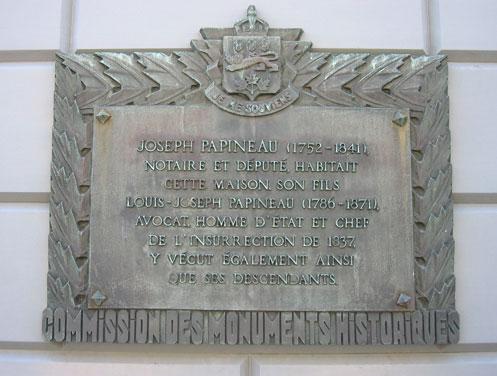 JE ME SOUVIENS
JOSEPH PAPINEAU (1752-1841),
NOTAIRE ET DÉPUTÉ, HABITAIT
CETTE MAISON. SON FILS
LOUIS-JOSEPH PAPINEAU (1786-1871),
AVOCAT, HOMME D'ÉTAT ET CHEF
DE L'INSURRECTION DE 1837,
Y VÉCUT ÉGALEMENT AINSI
QUE SES DESCENDANTS.
COMMISSION DES MONUMENTS HISTORIQUES